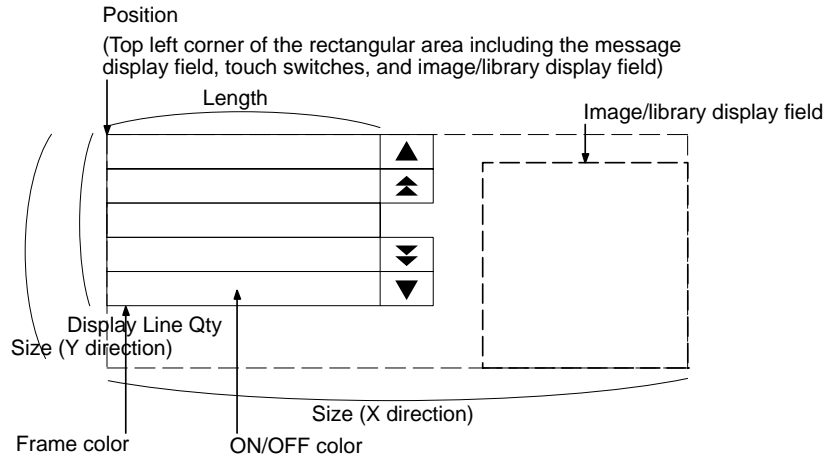 Position
(Top left corner of the rectangular area including the message
display field, touch switches, and image/library display field)
Length
Image/library display field
Display Line Qty
Size (Y direction)
Size (X direction)
Frame color
ON/OFF color